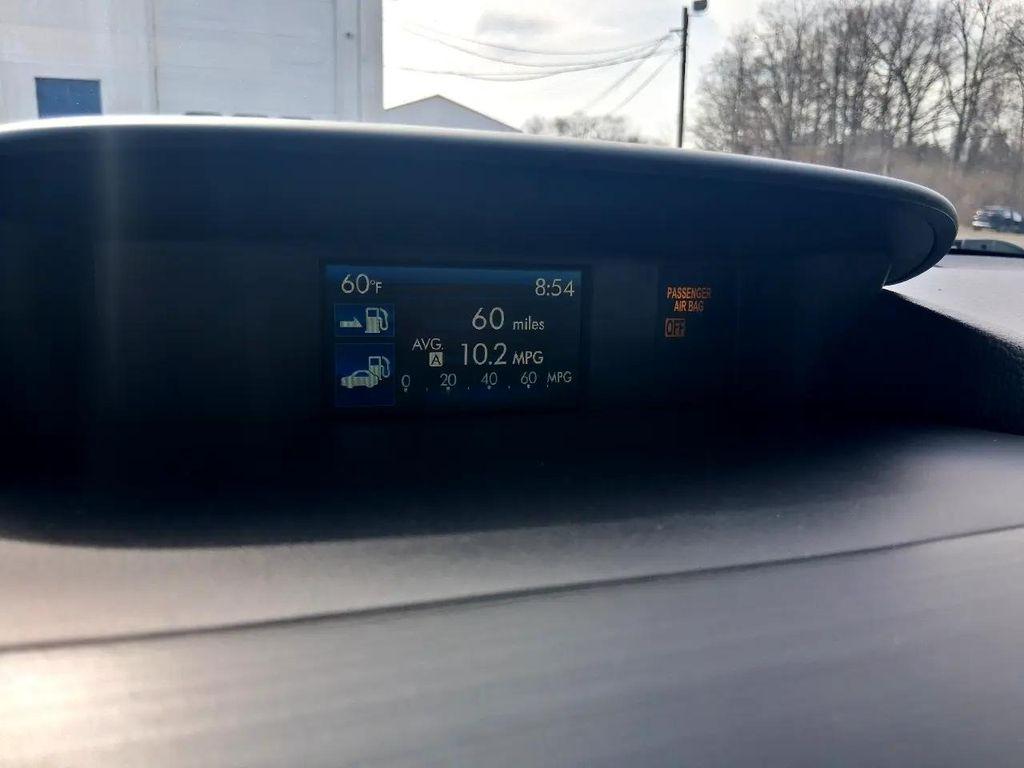 60°F 8:54
60 miles
AVG. A 10.2 MPG
0 20 40 60 MPG
PASSENGER
AIR BAG
OFF